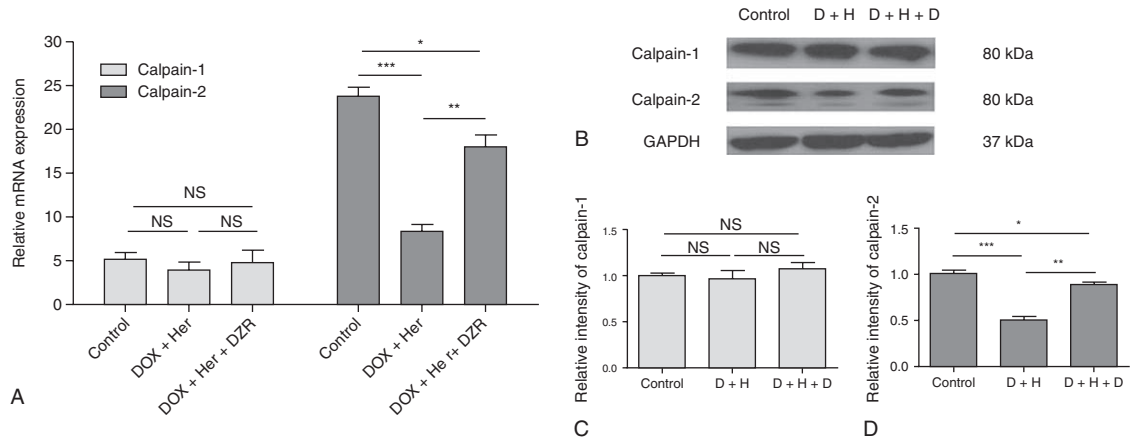 30
25
20
15
10
5
0
Relative mRNA expression
Calpain-1
Calpain-2
NS
NS
NS
*
***
**
Control
DOX + Her
DOX + Her + DZR
Control
DOX + Her
DOX + He r+ DZR
A
Control D + H D + H + D
Calpain-1 80 kDa
Calpain-2 80 kDa
GAPDH 37 kDa
B
Relative intensity of calpain-1
1.5
1.0
0.5
0.0
NS
NS
NS
Control D + H D + H + D
C
Relative intensity of calpain-2
1.5
1.0
0.5
0.0
*
***
**
Control D + H D + H + D
D